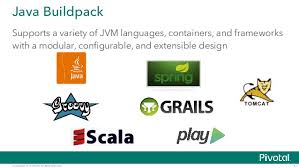 Java Buildpack
Supports a variety of JVM languages, containers, and frameworks
with a modular, configurable, and extensible design
Java
spring
Groovy
GRAILS
TOMCAT
Scala
play
Pivotal